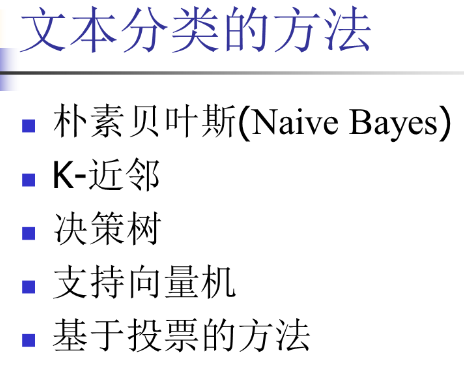 文本分类的方法
朴素贝叶斯(Naive Bayes)
K-近邻
决策树
支持向量机
基于投票的方法